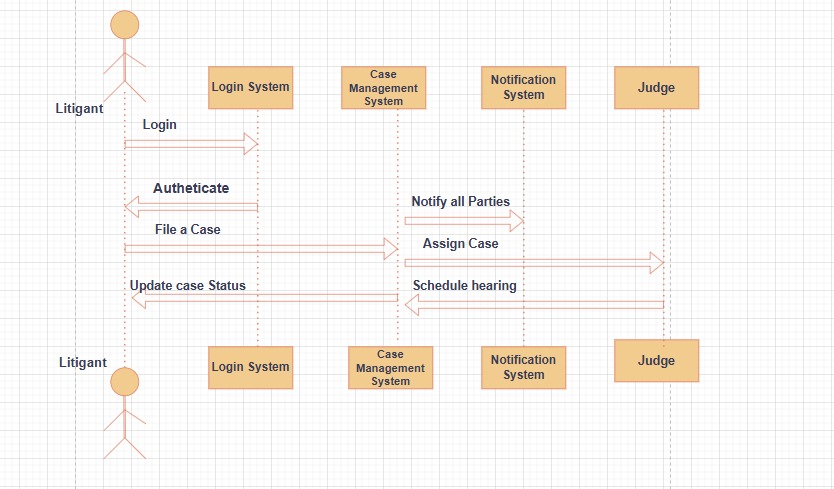 Litigant
Login System
Case
Management
System
Notification
System
Judge
Login
Autheticate
Notify all Parties
File a Case
Assign Case
Update case Status
Schedule hearing
Litigant
Login System
Case
Management
System
Notification
System
Judge